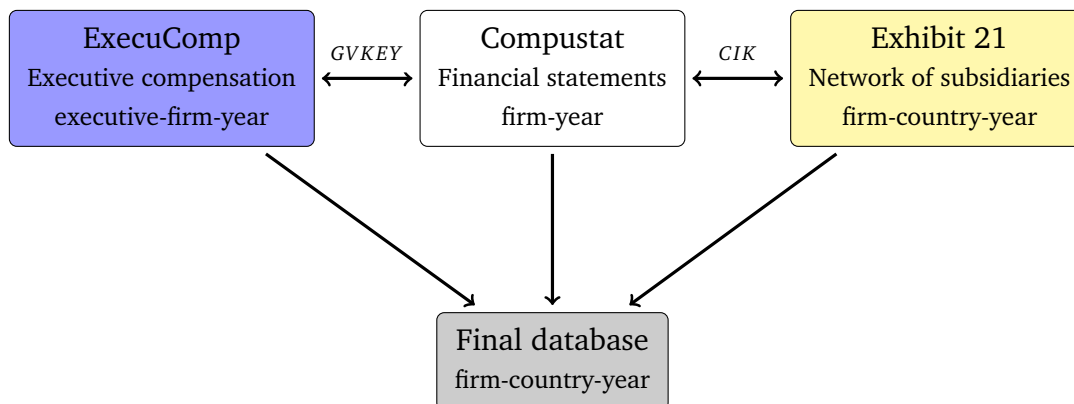 ExecuComp
Executive compensation
executive-firm-year
GVKEY
Compustat
Financial statements
firm-year
CIK
Exhibit 21
Network of subsidiaries
firm-country-year
Final database
firm-country-year